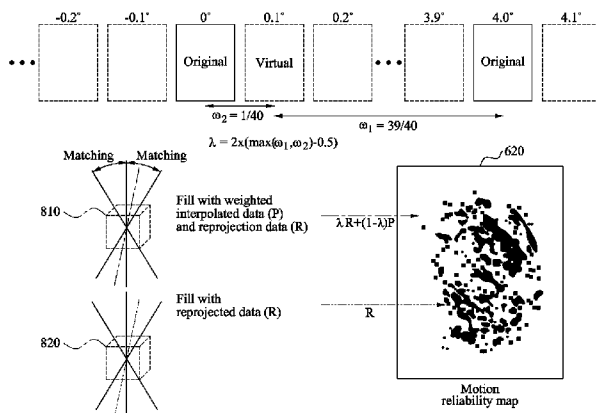 -0.2° -0.1° 0° 0.1° 0.2° 3.9° 4.0° 4.1°
Original Virtual Original
ω₂ = 1/40
ω₁ = 39/40
λ = 2x(max(ω₁,ω₂)-0.5)
Matching Matching
620
810
Fill with weighted
interpolated data (P)
and reprojection data (R)
λR+(1-λ)P
Fill with
reprojected data (R)
R
820
Motion
reliability map